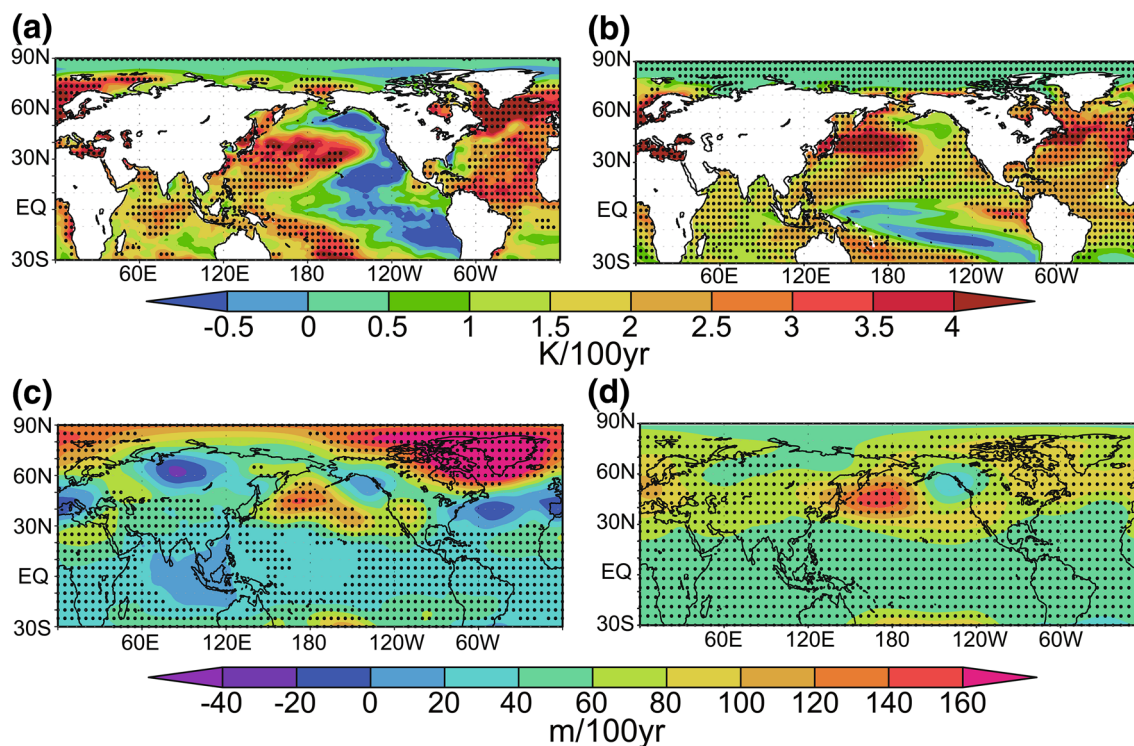 (a) (b)
90N 90N
60N 60N
30N 30N
EQ EQ
30S 30S
60E 120E 180 120W 60W 60E 120E 180 120W 60W
-0.5 0 0.5 1 1.5 2 2.5 3 3.5 4
K/100yr
(c) (d)
90N 90N
60N 60N
30N 30N
EQ EQ
30S 30S
60E 120E 180 120W 60W 60E 120E 180 120W 60W
-40 -20 0 20 40 60 80 100 120 140 160
m/100yr